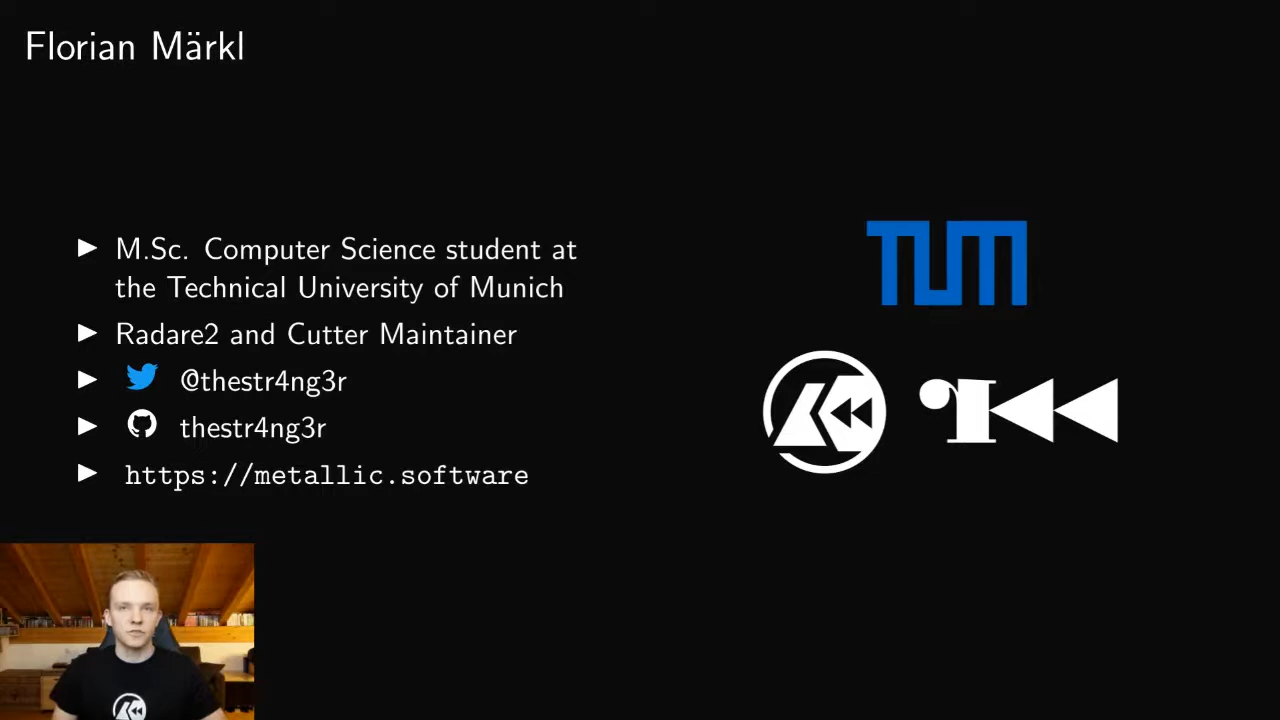 Florian Märkl
M.Sc. Computer Science student at
the Technical University of Munich
Radare2 and Cutter Maintainer
@thestr4ng3r
thestr4ng3r
https://metallic.software
TUM